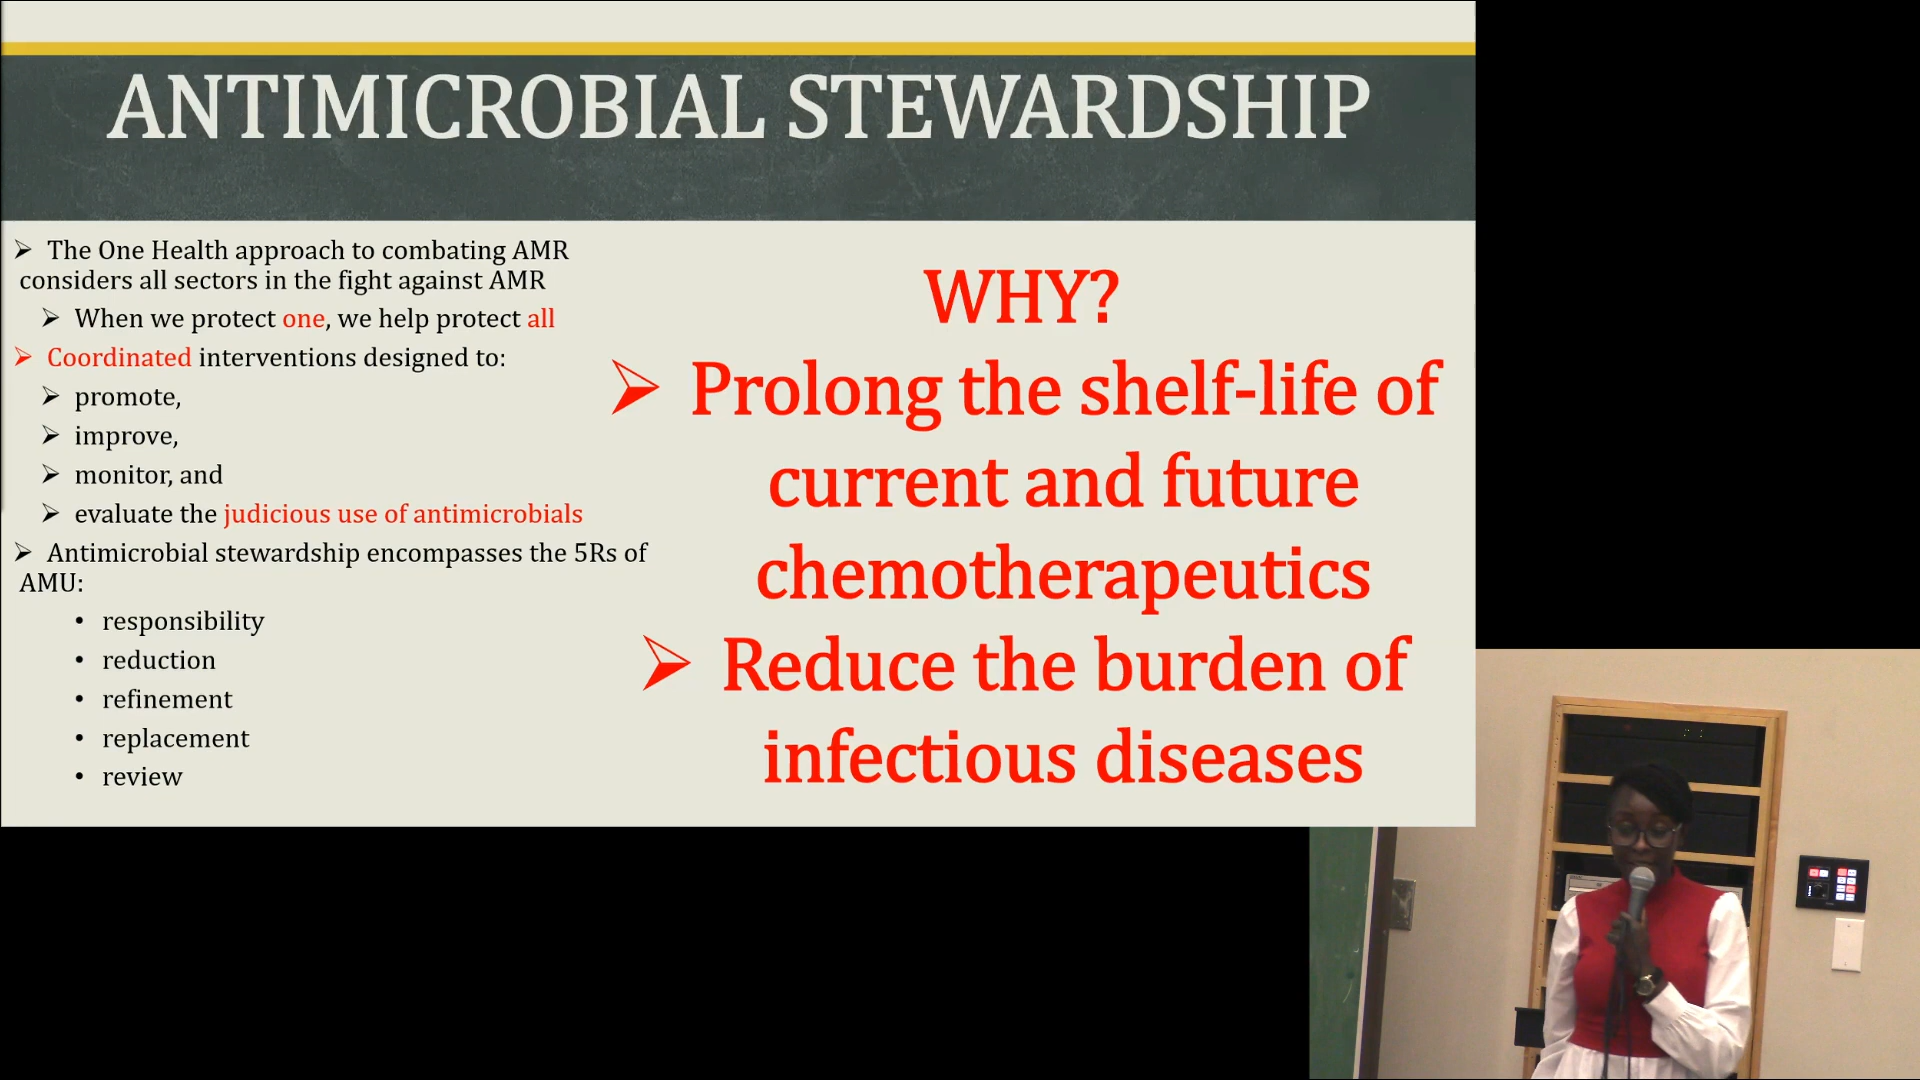 ANTIMICROBIAL STEWARDSHIP
➢ The One Health approach to combating AMR
considers all sectors in the fight against AMR
➢ When we protect one, we help protect all
➢ Coordinated interventions designed to:
➢ promote,
➢ improve,
➢ monitor, and
➢ evaluate the judicious use of antimicrobials
➢ Antimicrobial stewardship encompasses the 5Rs of
AMU:
• responsibility
• reduction
• refinement
• replacement
• review
WHY?
➢ Prolong the shelf-life of
current and future
chemotherapeutics
➢ Reduce the burden of
infectious diseases